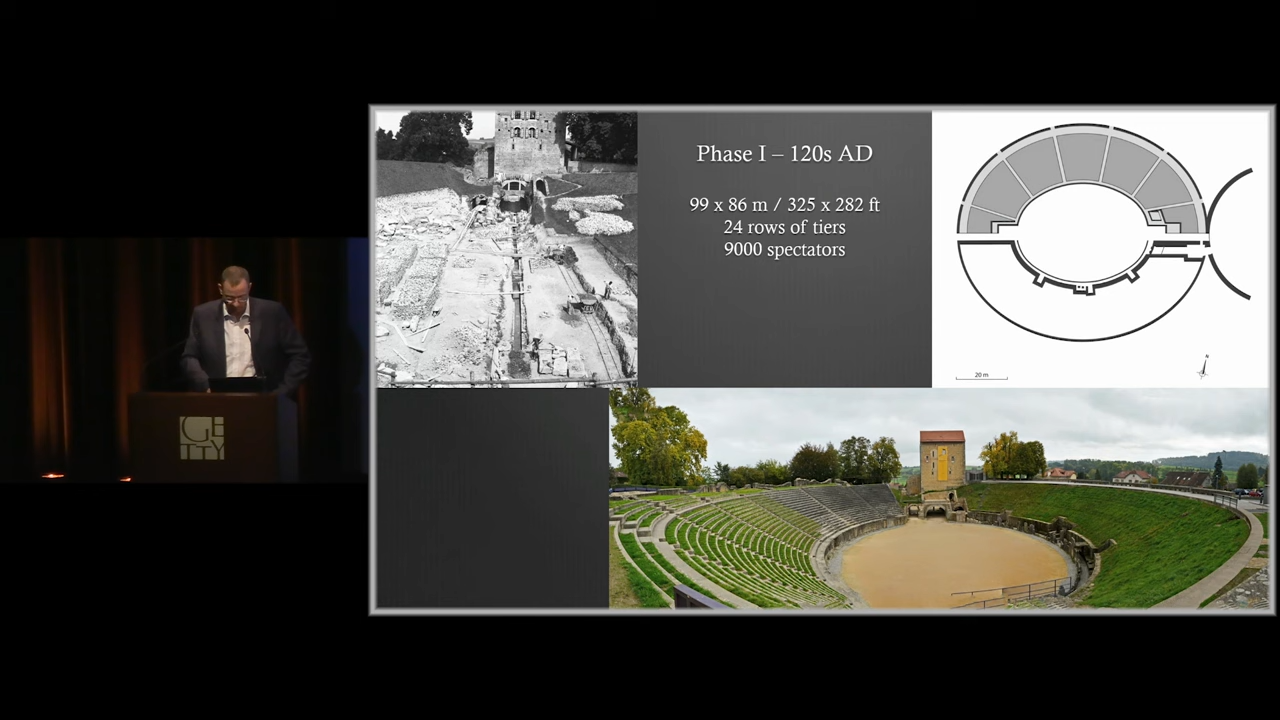 Phase I – 120s AD
99 x 86 m / 325 x 282 ft
24 rows of tiers
9000 spectators
N
20 m
GETTY